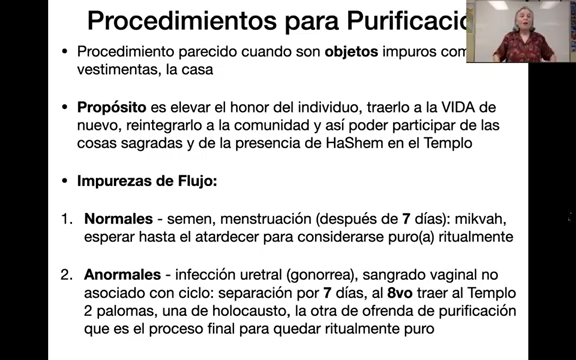 Procedimientos para Purificació
• Procedimiento parecido cuando son objetos impuros com
vestimentas, la casa
• Propósito es elevar el honor del individuo, traerlo a la VIDA de
nuevo, reintegrarlo a la comunidad y así poder participar de las
cosas sagradas y de la presencia de HaShem en el Templo
• Impurezas de Flujo:
1. Normales - semen, menstruación (después de 7 días): mikvah,
esperar hasta el atardecer para considerarse puro(a) ritualmente
2. Anormales - infección uretral (gonorrea), sangrado vaginal no
asociado con ciclo: separación por 7 días, al 8vo traer al Templo
2 palomas, una de holocausto, la otra de ofrenda de purificación
que es el proceso final para quedar ritualmente puro